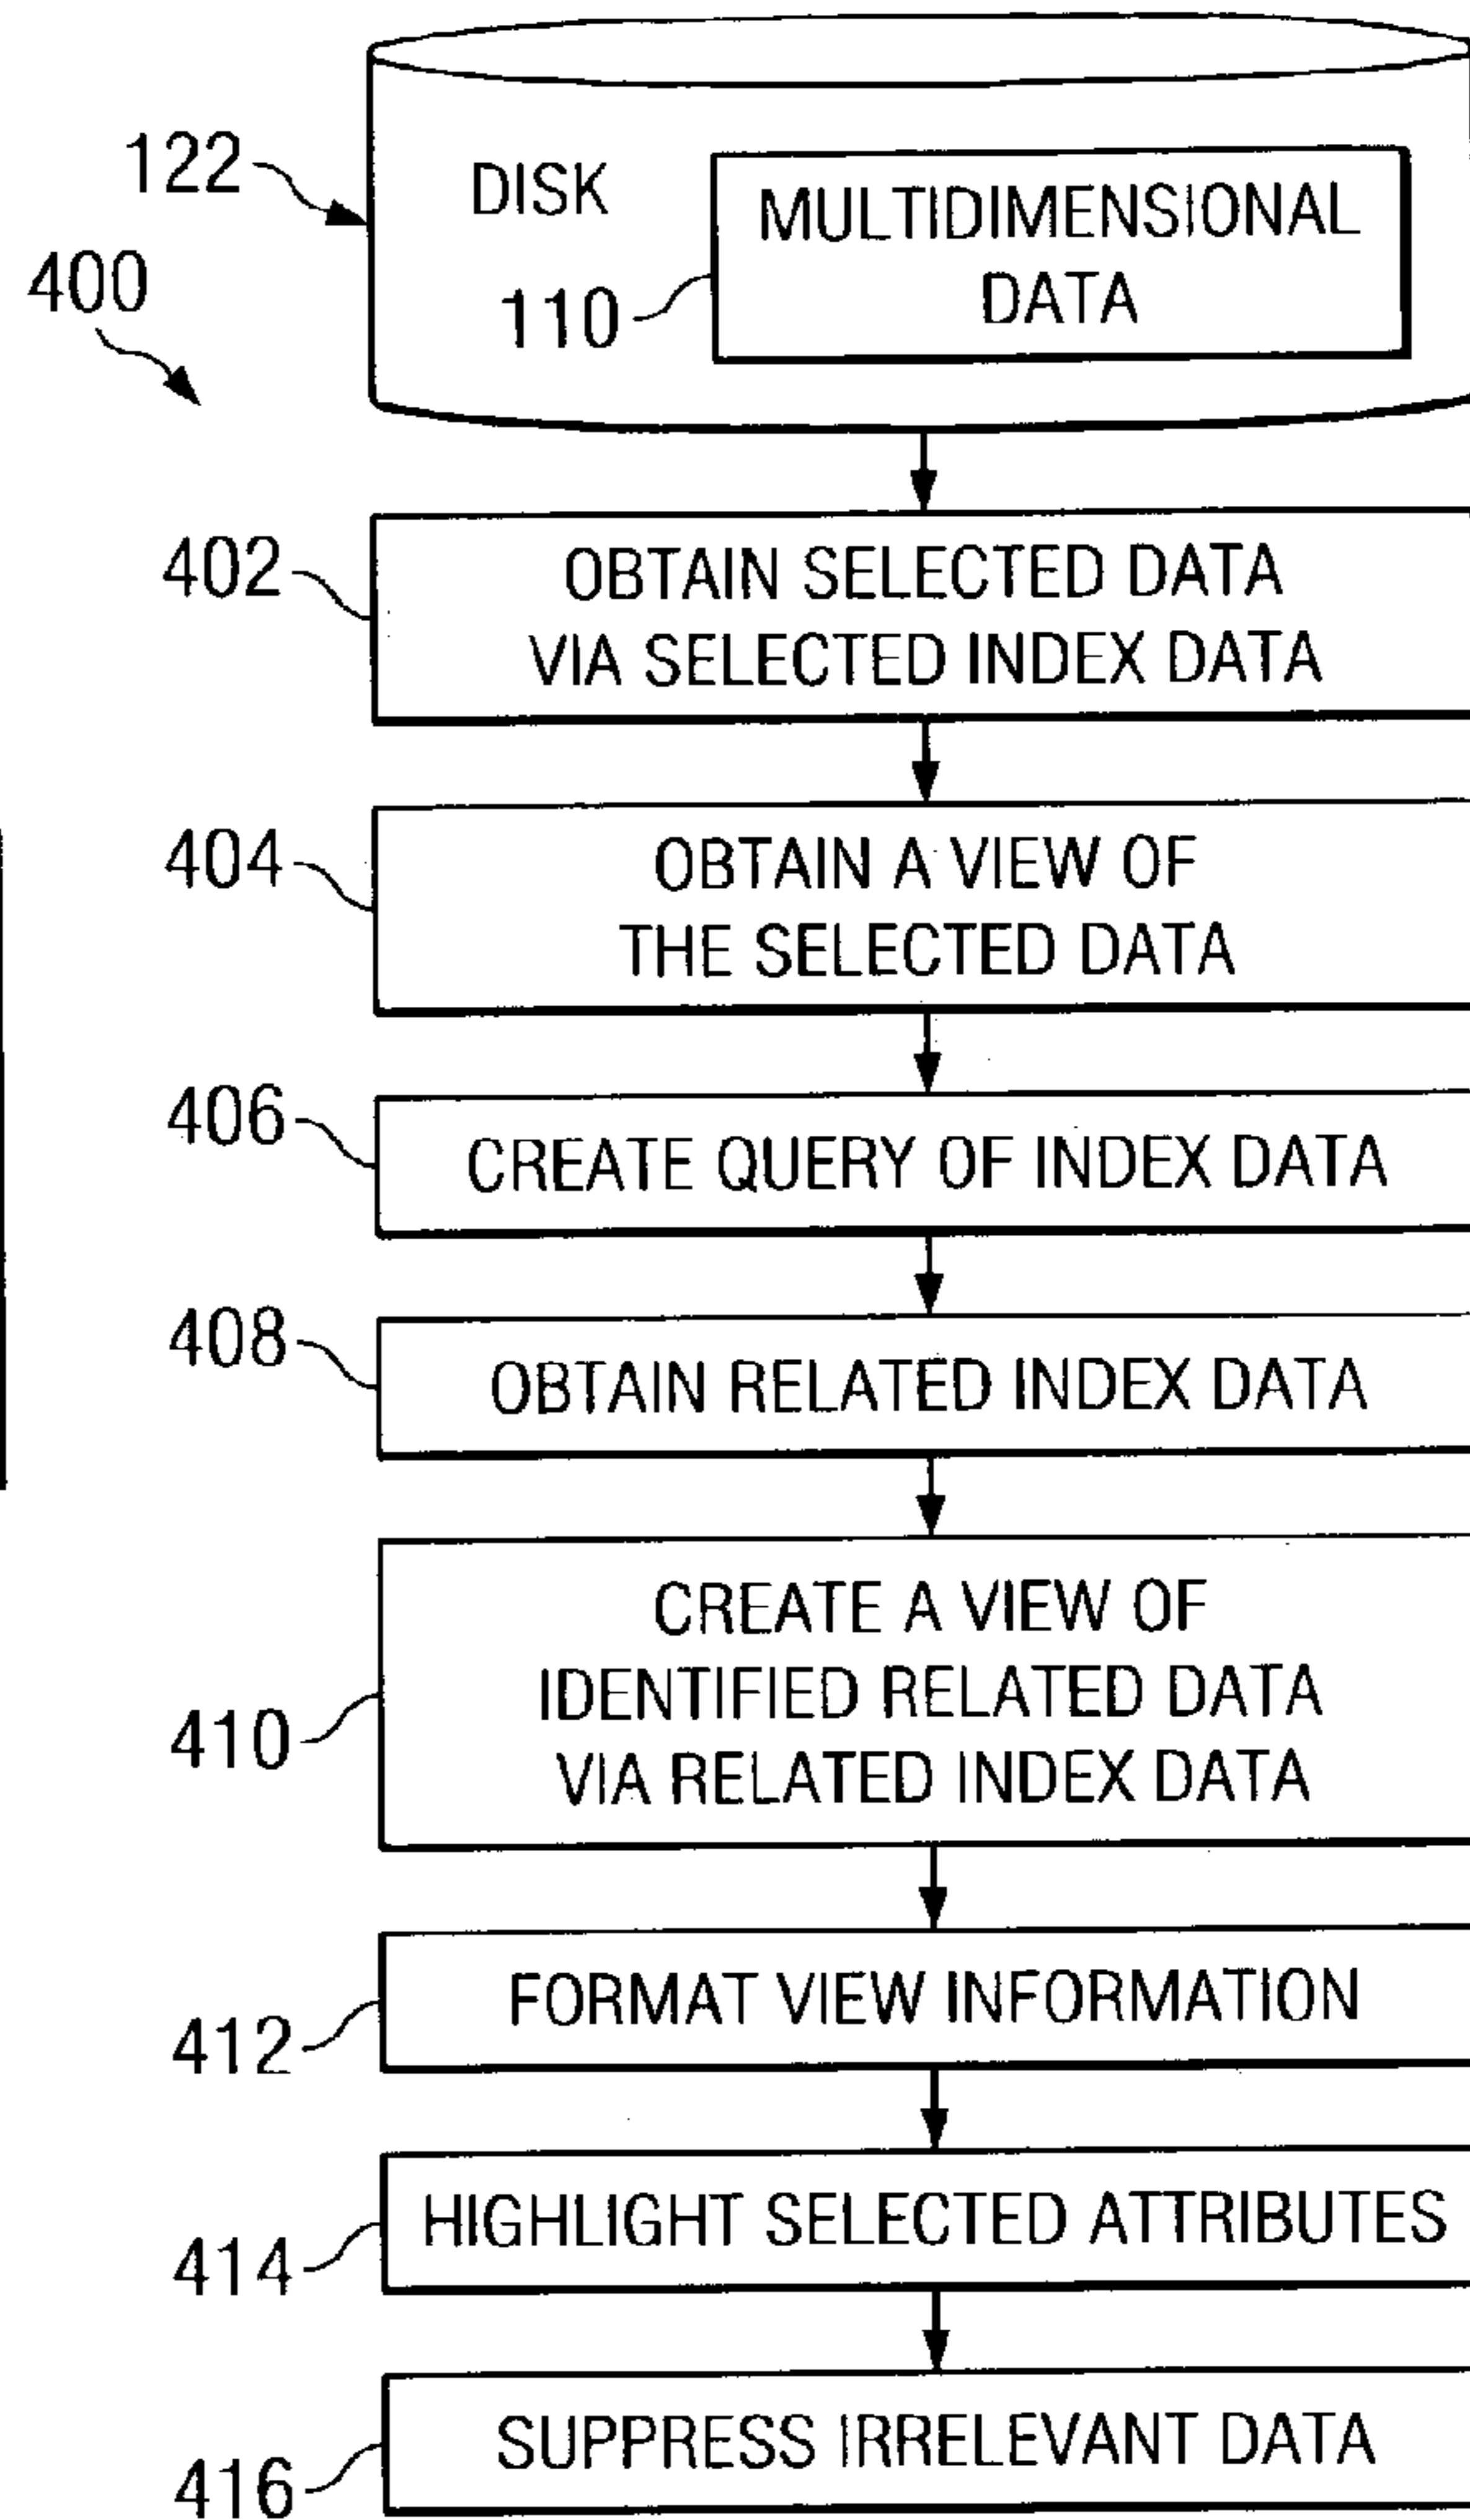 122
DISK
MULTIDIMENSIONAL
DATA
110
400
402
OBTAIN SELECTED DATA
VIA SELECTED INDEX DATA
404
OBTAIN A VIEW OF
THE SELECTED DATA
406
CREATE QUERY OF INDEX DATA
408
OBTAIN RELATED INDEX DATA
410
CREATE A VIEW OF
IDENTIFIED RELATED DATA
VIA RELATED INDEX DATA
412
FORMAT VIEW INFORMATION
414
HIGHLIGHT SELECTED ATTRIBUTES
416
SUPPRESS IRRELEVANT DATA